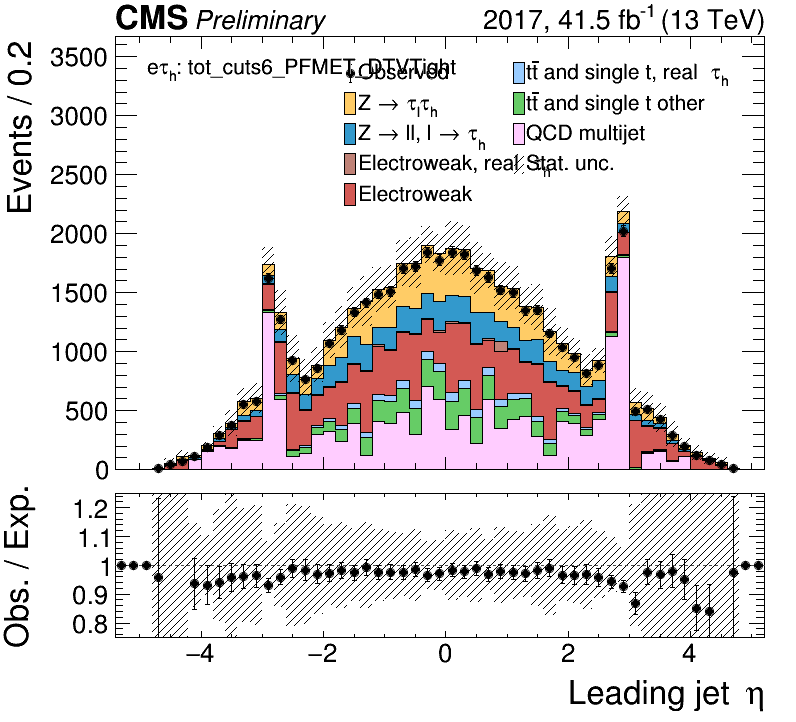 CMS Preliminary 2017, 41.5 fb⁻¹ (13 TeV)
Events / 0.2
3500
3000
2500
2000
1500
1000
500
0
eτₕ: tot_cuts6_PFMET_DTVTight
Observed
Z → τₗτₕ
Z → ll, l → τₕ
Electroweak, real τₕ
Electroweak
tt̄ and single t, real τₕ
tt̄ and single t other
QCD multijet
Stat. unc.
Obs. / Exp.
1.2
1.1
1
0.9
0.8
−4 −2 0 2 4
Leading jet η